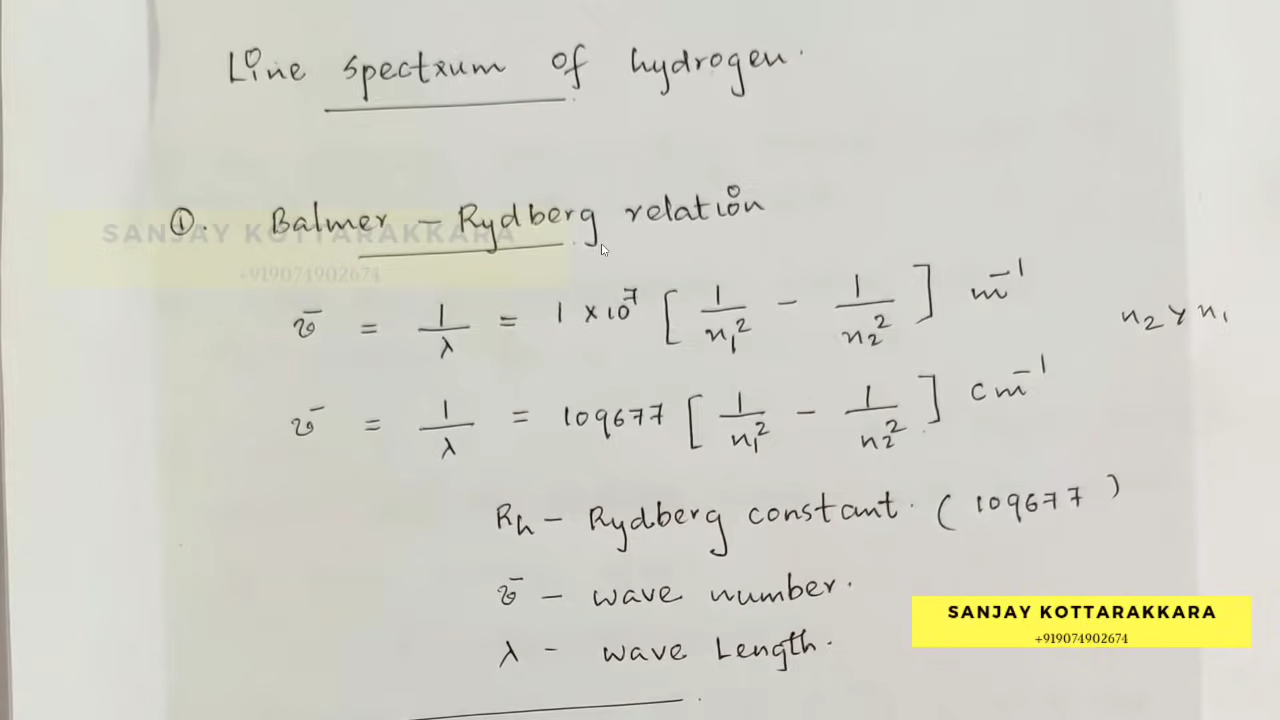 Line spectrum of hydrogen.
①. Balmer - Rydberg relation
SANJAY KOTTARAKKARA
+919074902674
ῡ = 1/λ = 1 × 10⁷ [ 1/n₁² - 1/n₂² ] m⁻¹
n₂ > n₁
ῡ = 1/λ = 109677 [ 1/n₁² - 1/n₂² ] cm⁻¹
Rh - Rydberg constant. ( 109677 )
ῡ - wave number.
λ - wave Length.
SANJAY KOTTARAKKARA
+919074902674